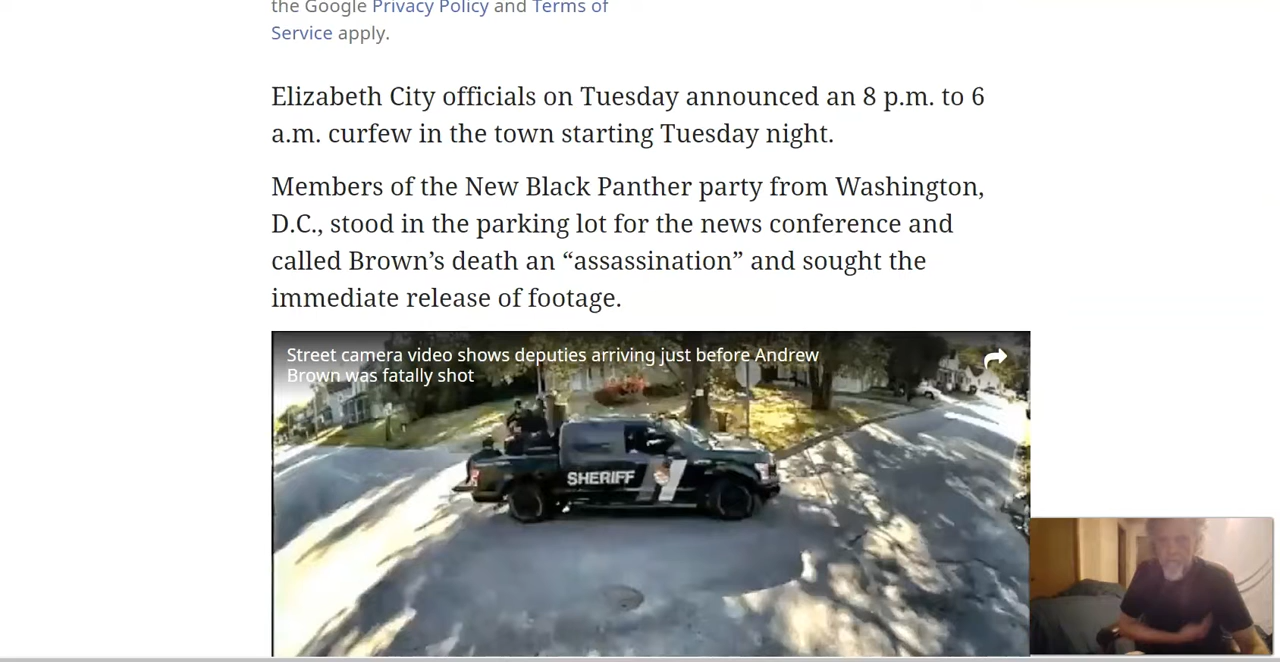 the Google Privacy Policy and Terms of
Service apply.
Elizabeth City officials on Tuesday announced an 8 p.m. to 6
a.m. curfew in the town starting Tuesday night.
Members of the New Black Panther party from Washington,
D.C., stood in the parking lot for the news conference and
called Brown’s death an “assassination” and sought the
immediate release of footage.
Street camera video shows deputies arriving just before Andrew
Brown was fatally shot
SHERIFF